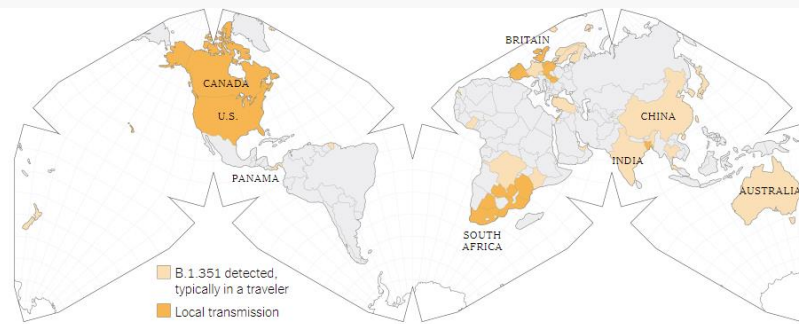 BRITAIN
CANADA
U.S.
CHINA
INDIA
PANAMA
AUSTRALIA
SOUTH
AFRICA
B.1.351 detected,
typically in a traveler
Local transmission